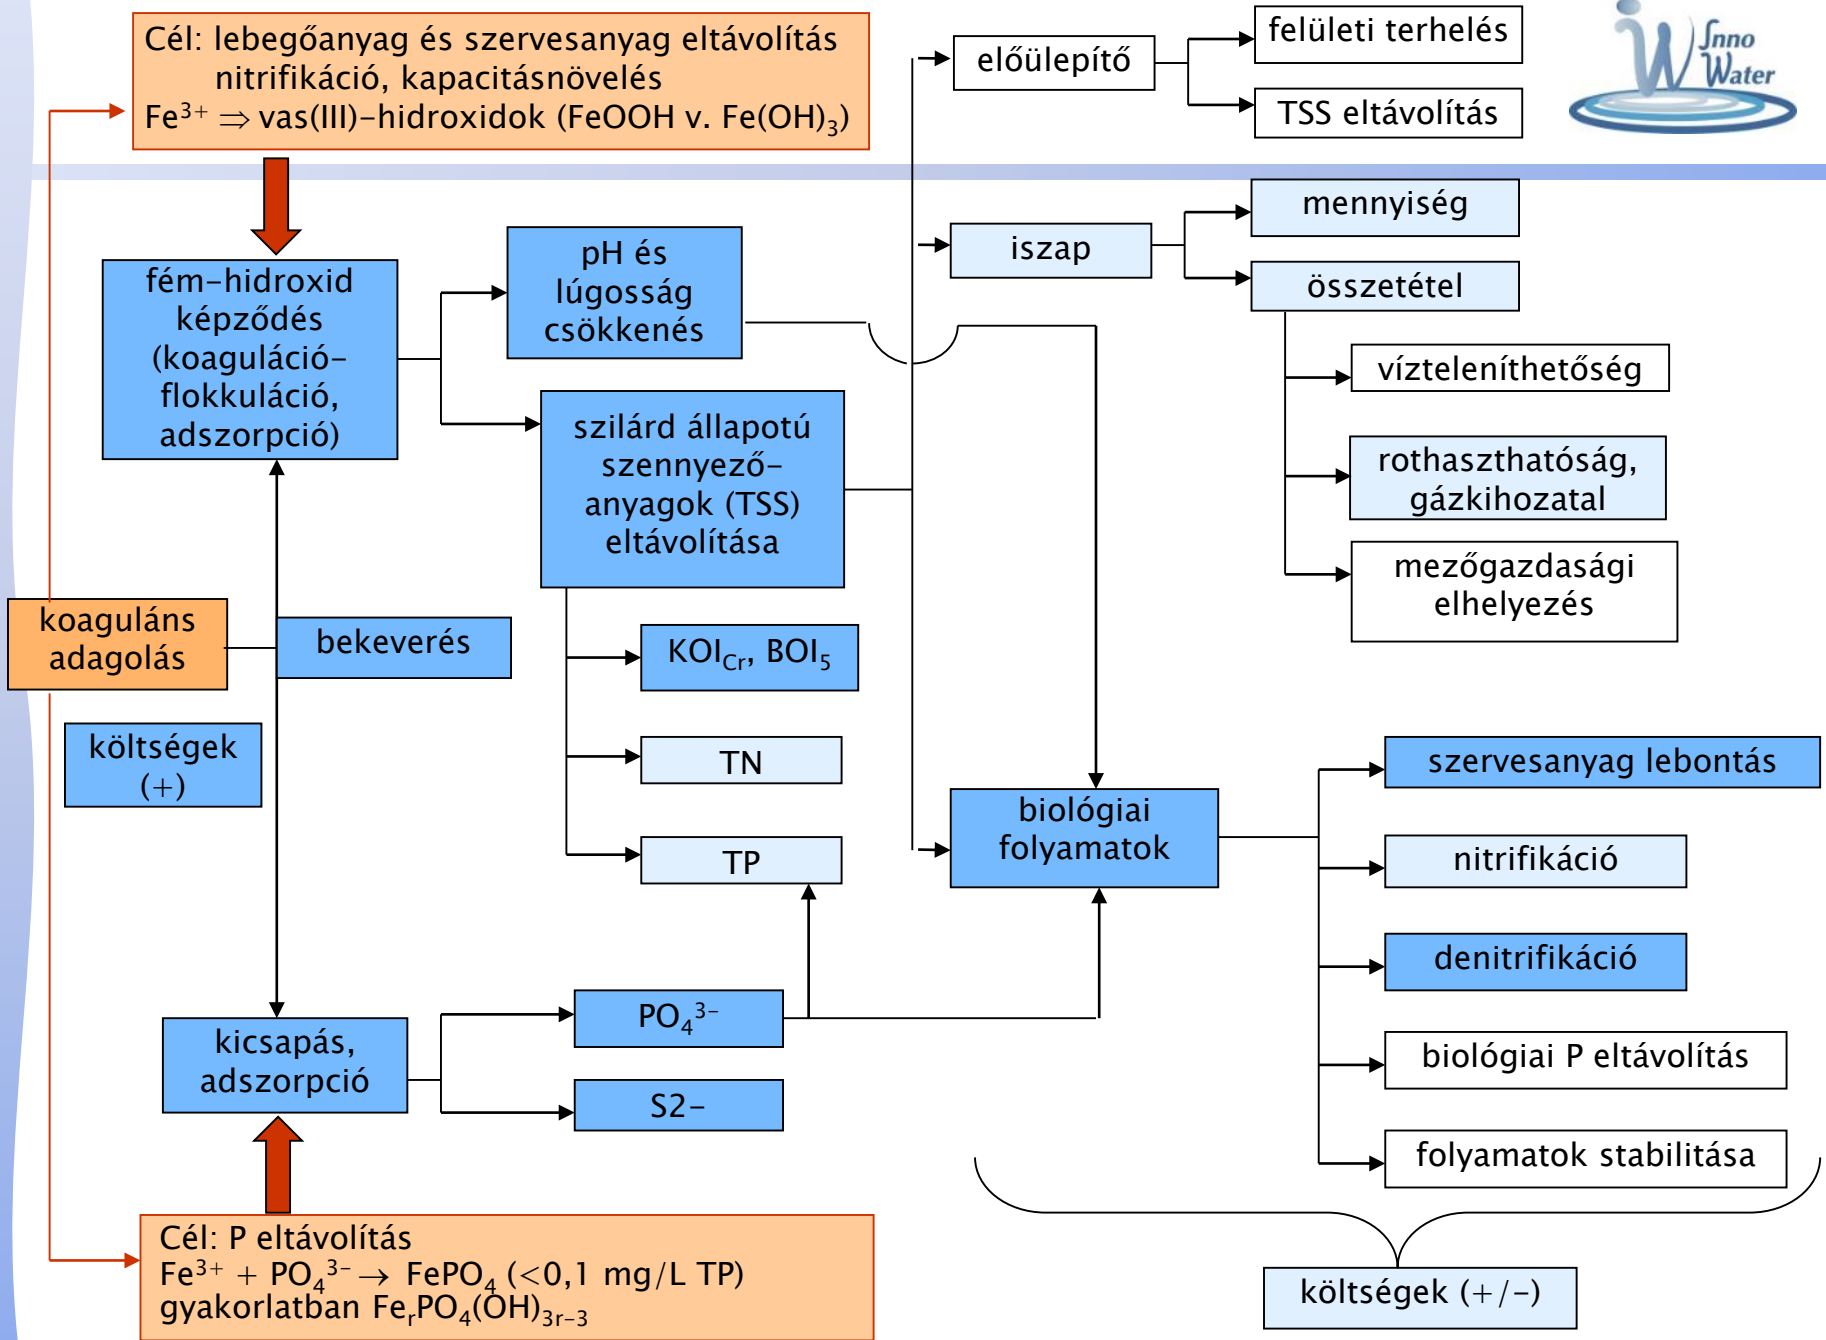 Cél: lebegőanyag és szervesanyag eltávolítás
nitrifikáció, kapacitásnövelés
Fe³⁺ ⇒ vas(III)-hidroxidok (FeOOH v. Fe(OH)₃)
előülepítő
felületi terhelés
TSS eltávolítás
Inno
Water
iszap
mennyiség
összetétel
fém-hidroxid
képződés
(koaguláció-
flokkuláció,
adszorpció)
pH és
lúgosság
csökkenés
szilárd állapotú
szennyező-
anyagok (TSS)
eltávolítása
vízteleníthetőség
rothaszthatóság,
gázkihozatal
mezőgazdasági
elhelyezés
koaguláns
adagolás
bekeverés
költségek
(+)
KOI_Cr, BOI₅
TN
TP
biológiai
folyamatok
szervesanyag lebontás
nitrifikáció
denitrifikáció
biológiai P eltávolítás
folyamatok stabilitása
kicsapás,
adszorpció
PO₄³⁻
S2-
Cél: P eltávolítás
Fe³⁺ + PO₄³⁻ → FePO₄ (<0,1 mg/L TP)
gyakorlatban Fe_rPO₄(OH)₃ᵣ₋₃
költségek (+/-)